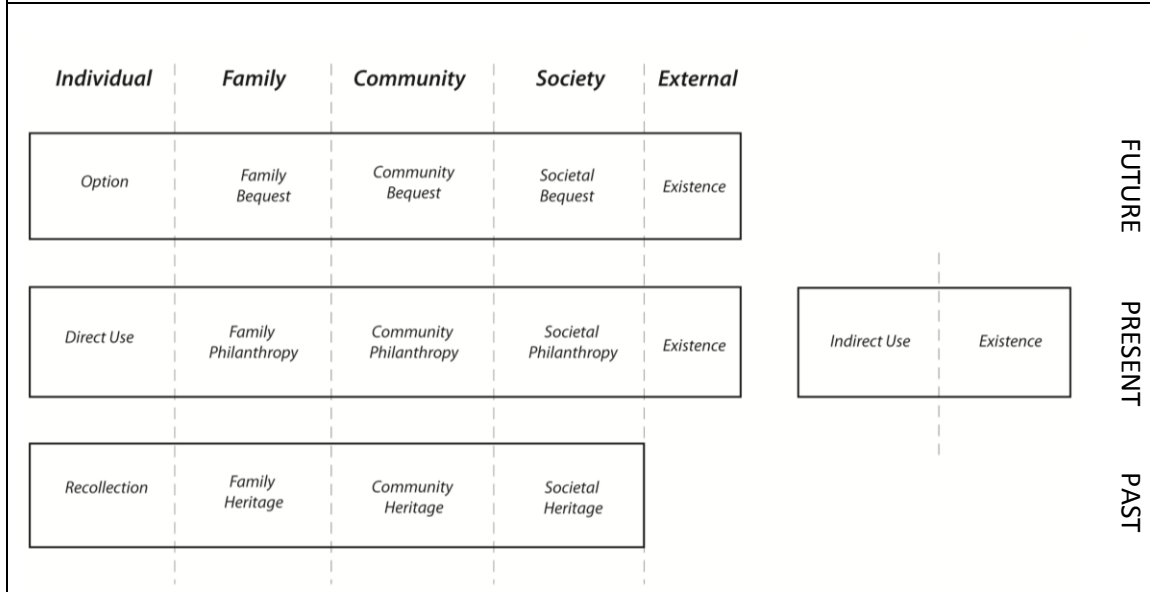 Individual Family Community Society External
Option Family Bequest Community Bequest Societal Bequest Existence
FUTURE
Direct Use Family Philanthropy Community Philanthropy Societal Philanthropy Existence Indirect Use Existence
PRESENT
Recollection Family Heritage Community Heritage Societal Heritage
PAST